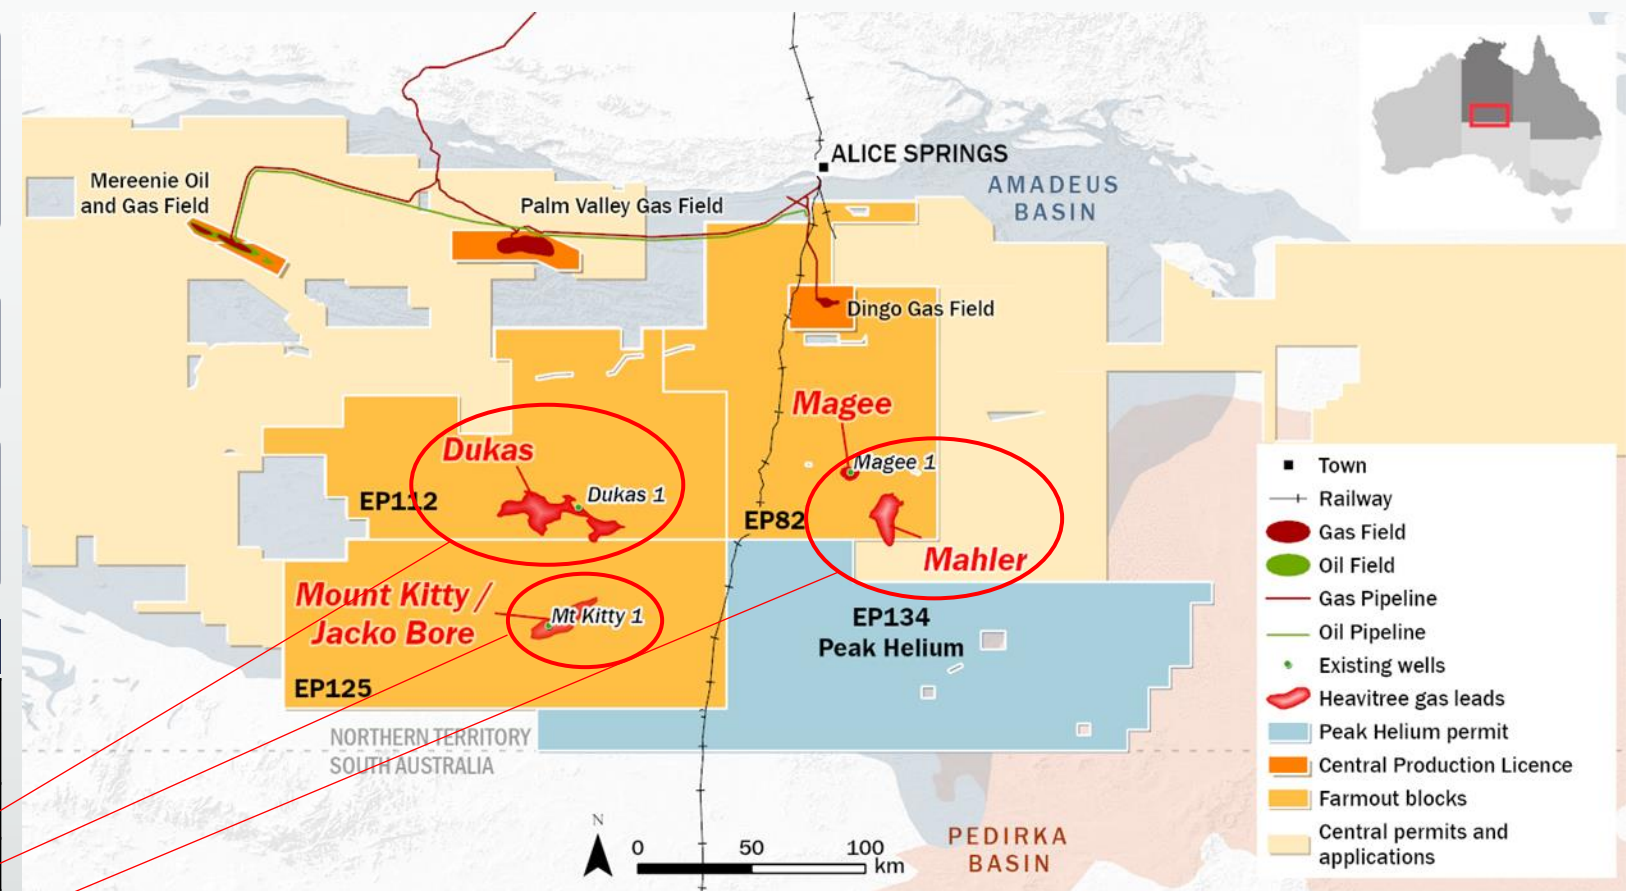 ALICE SPRINGS
AMADEUS
BASIN
Mereenie Oil
and Gas Field
Palm Valley Gas Field
Dingo Gas Field
Magee
Magee 1
Dukas
Dukas 1
EP112
EP82
Mahler
Mount Kitty /
Jacko Bore
Mt Kitty 1
EP134
Peak Helium
EP125
NORTHERN TERRITORY
SOUTH AUSTRALIA
PEDIRKA
BASIN
N
0 50 100
km
Town
Railway
Gas Field
Oil Field
Gas Pipeline
Oil Pipeline
Existing wells
Heavitree gas leads
Peak Helium permit
Central Production Licence
Farmout blocks
Central permits and
applications